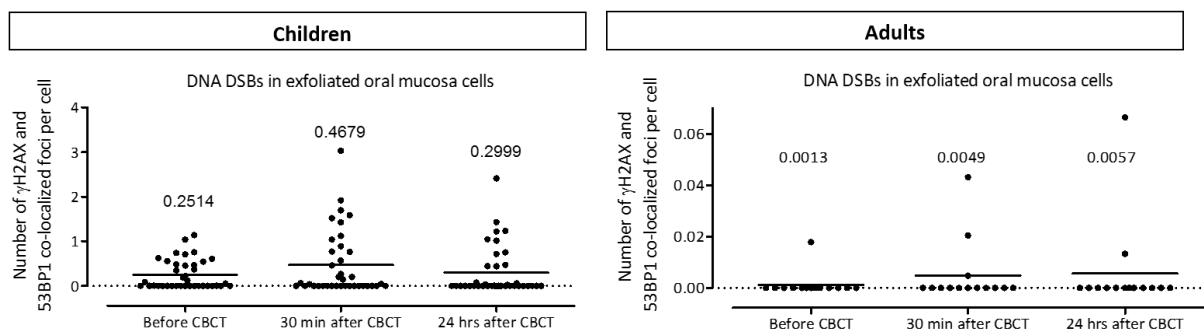 Children
DNA DSBs in exfoliated oral mucosa cells
Number of γH2AX and
53BP1 co-localized foci per cell
4
3
2
1
0
0.2514
0.4679
0.2999
Before CBCT
30 min after CBCT
24 hrs after CBCT
Adults
DNA DSBs in exfoliated oral mucosa cells
Number of γH2AX and
53BP1 co-localized foci per cell
0.06
0.04
0.02
0.00
0.0013
0.0049
0.0057
Before CBCT
30 min after CBCT
24 hrs after CBCT